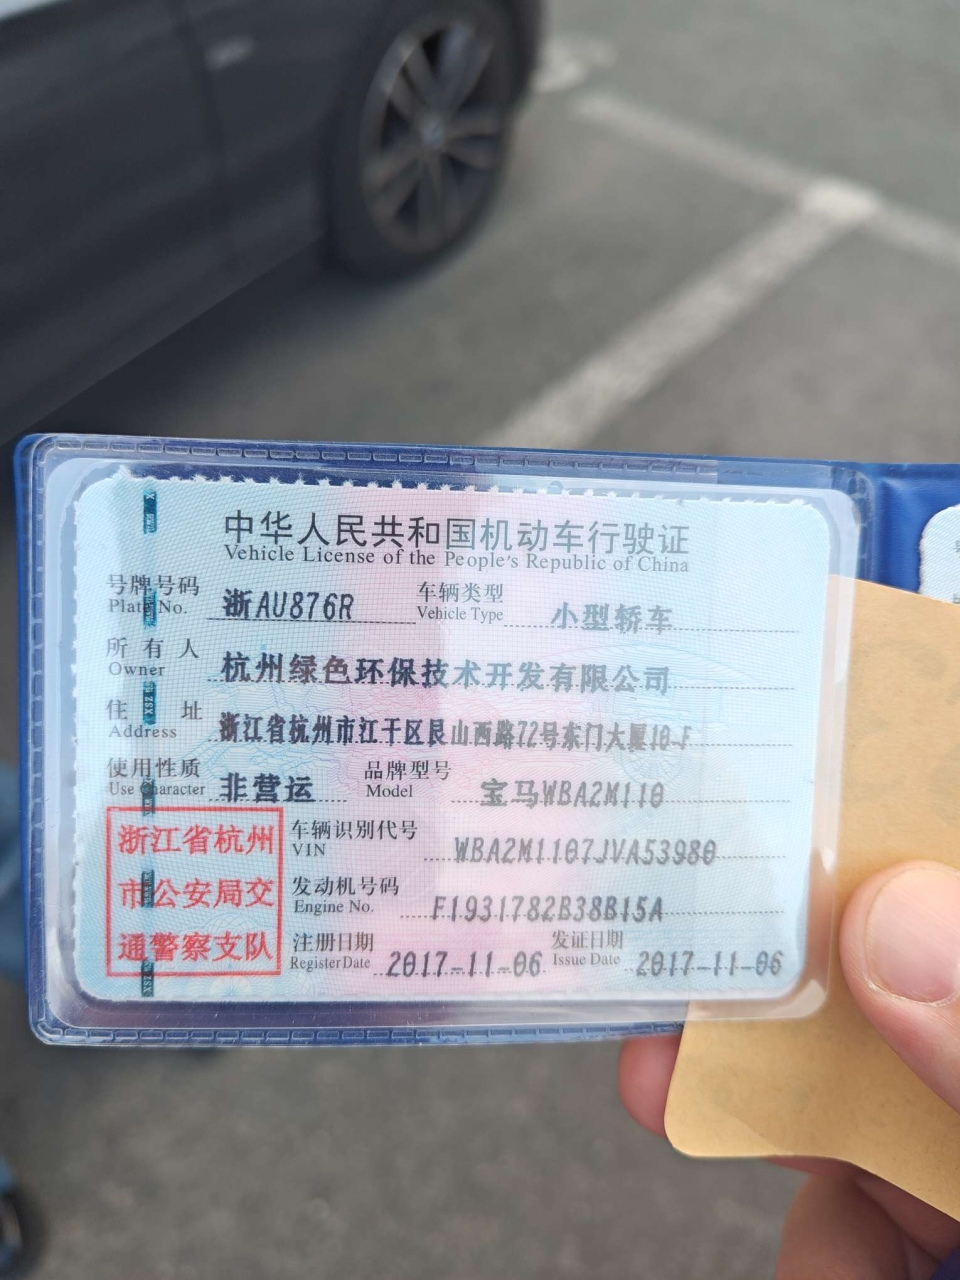 中华人民共和国机动车行驶证
Vehicle License of the People's Republic of China
号牌号码 浙AU876R 车辆类型 小型轿车
Plate No. Vehicle Type
所有人 杭州绿色环保技术开发有限公司
Owner
住址 浙江省杭州市江干区艮山西路72号东门大厦10-F
Address
使用性质 非营运 品牌型号 宝马WBA2M110
Use Character Model
浙江省杭州
市公安局交
通警察支队
车辆识别代号 WBA2M1107JVA53980
VIN
发动机号码 F1931782B38B15A
Engine No.
注册日期 2017-11-06 发证日期 2017-11-06
Register Date Issue Date